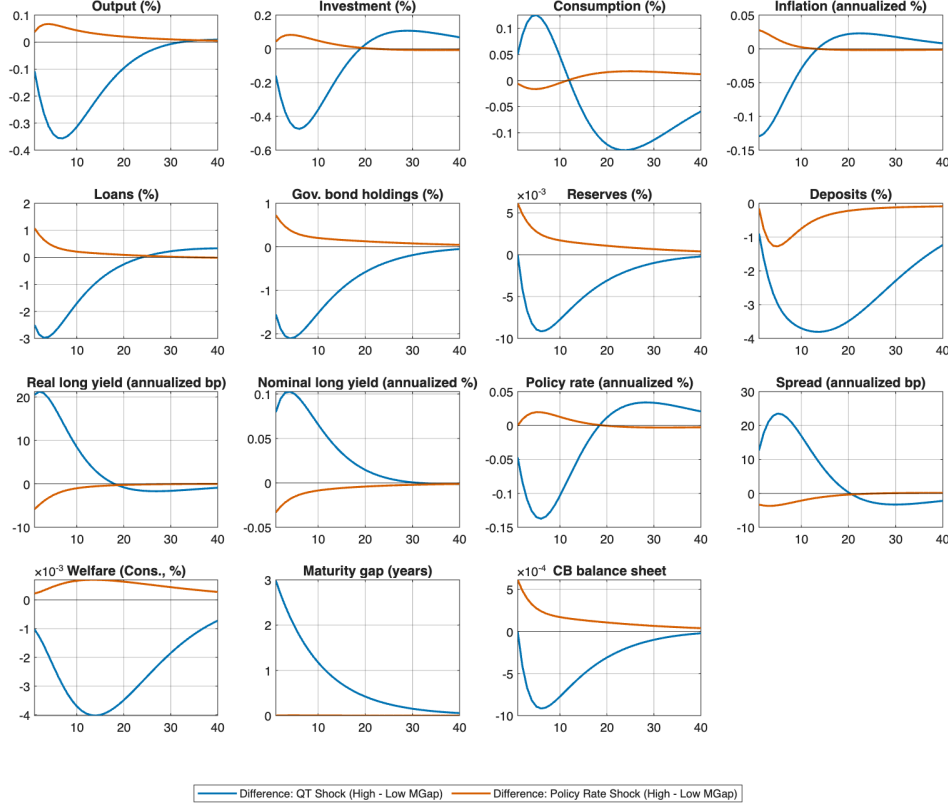 Output (%)
0.1
0
-0.1
-0.2
-0.3
-0.4
10 20 30 40
Investment (%)
0.2
0
-0.2
-0.4
-0.6
10 20 30 40
Consumption (%)
0.1
0.05
0
-0.05
-0.1
10 20 30 40
Inflation (annualized %)
0.05
0
-0.05
-0.1
-0.15
10 20 30 40
Loans (%)
2
1
0
-1
-2
-3
10 20 30 40
Gov. bond holdings (%)
1
0
-1
-2
10 20 30 40
×10⁻³ Reserves (%)
5
0
-5
-10
10 20 30 40
Deposits (%)
0
-1
-2
-3
-4
10 20 30 40
Real long yield (annualized bp)
20
10
0
-10
10 20 30 40
Nominal long yield (annualized %)
0.1
0.05
0
-0.05
10 20 30 40
Policy rate (annualized %)
0.05
0
-0.05
-0.1
-0.15
10 20 30 40
Spread (annualized bp)
30
20
10
0
-10
10 20 30 40
×10⁻³ Welfare (Cons., %)
0
-1
-2
-3
-4
10 20 30 40
Maturity gap (years)
3
2
1
0
10 20 30 40
×10⁻⁴ CB balance sheet
5
0
-5
-10
10 20 30 40
Difference: QT Shock (High - Low MGap) Difference: Policy Rate Shock (High - Low MGap)